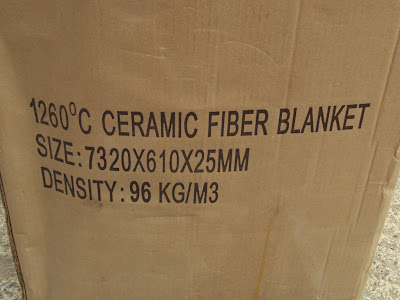 1260°C CERAMIC FIBER BLANKET
SIZE: 7320X610X25MM
DENSITY: 96 KG/M3